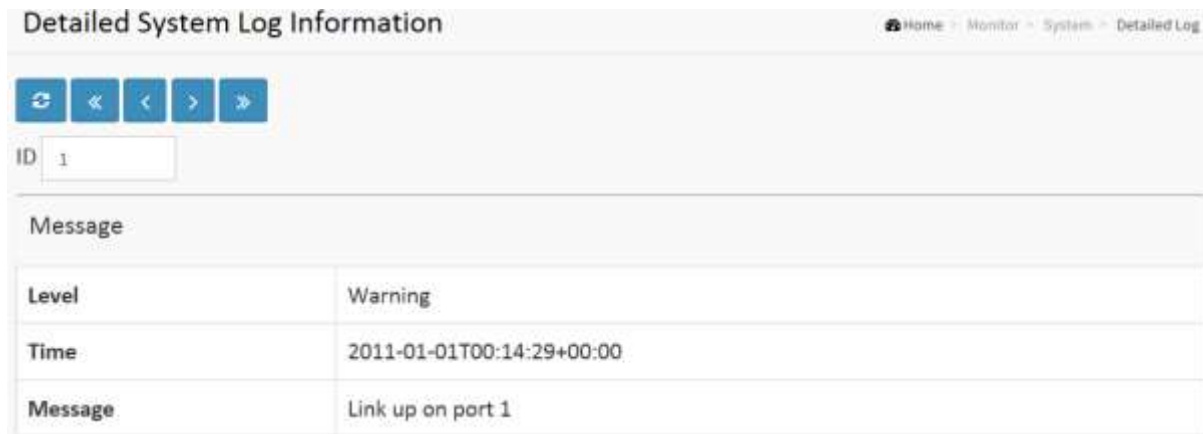 Detailed System Log Information
Home - Monitor - System - Detailed Log
ID 1
Message
Level Warning
Time 2011-01-01T00:14:29+00:00
Message Link up on port 1